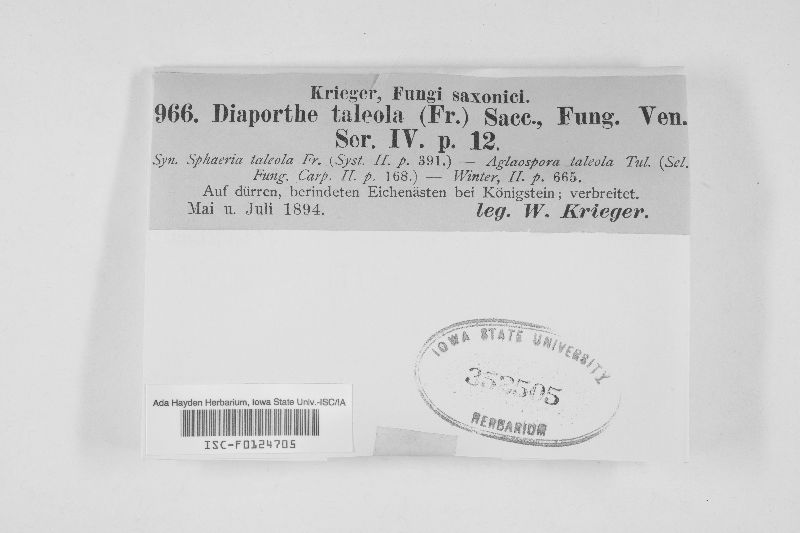 Krieger, Fungi saxonici.
966. Diaporthe taleola (Fr.) Sacc., Fung. Ven.
Ser. IV. p. 12.
Syn. Sphaeria taleola Fr. (Syst. II. p. 391.) — Aglaospora taleola Tul. (Sel.
Fung. Carp. II. p. 168.) — Winter, II. p. 665.
Auf dürren, berindeten Eichenästen bei Königstein; verbreitet.
Mai u. Juli 1894. leg. W. Krieger.
IOWA STATE UNIVERSITY
HERBARIUM
Ada Hayden Herbarium, Iowa State Univ.-ISC/IA
ISC-F0124705